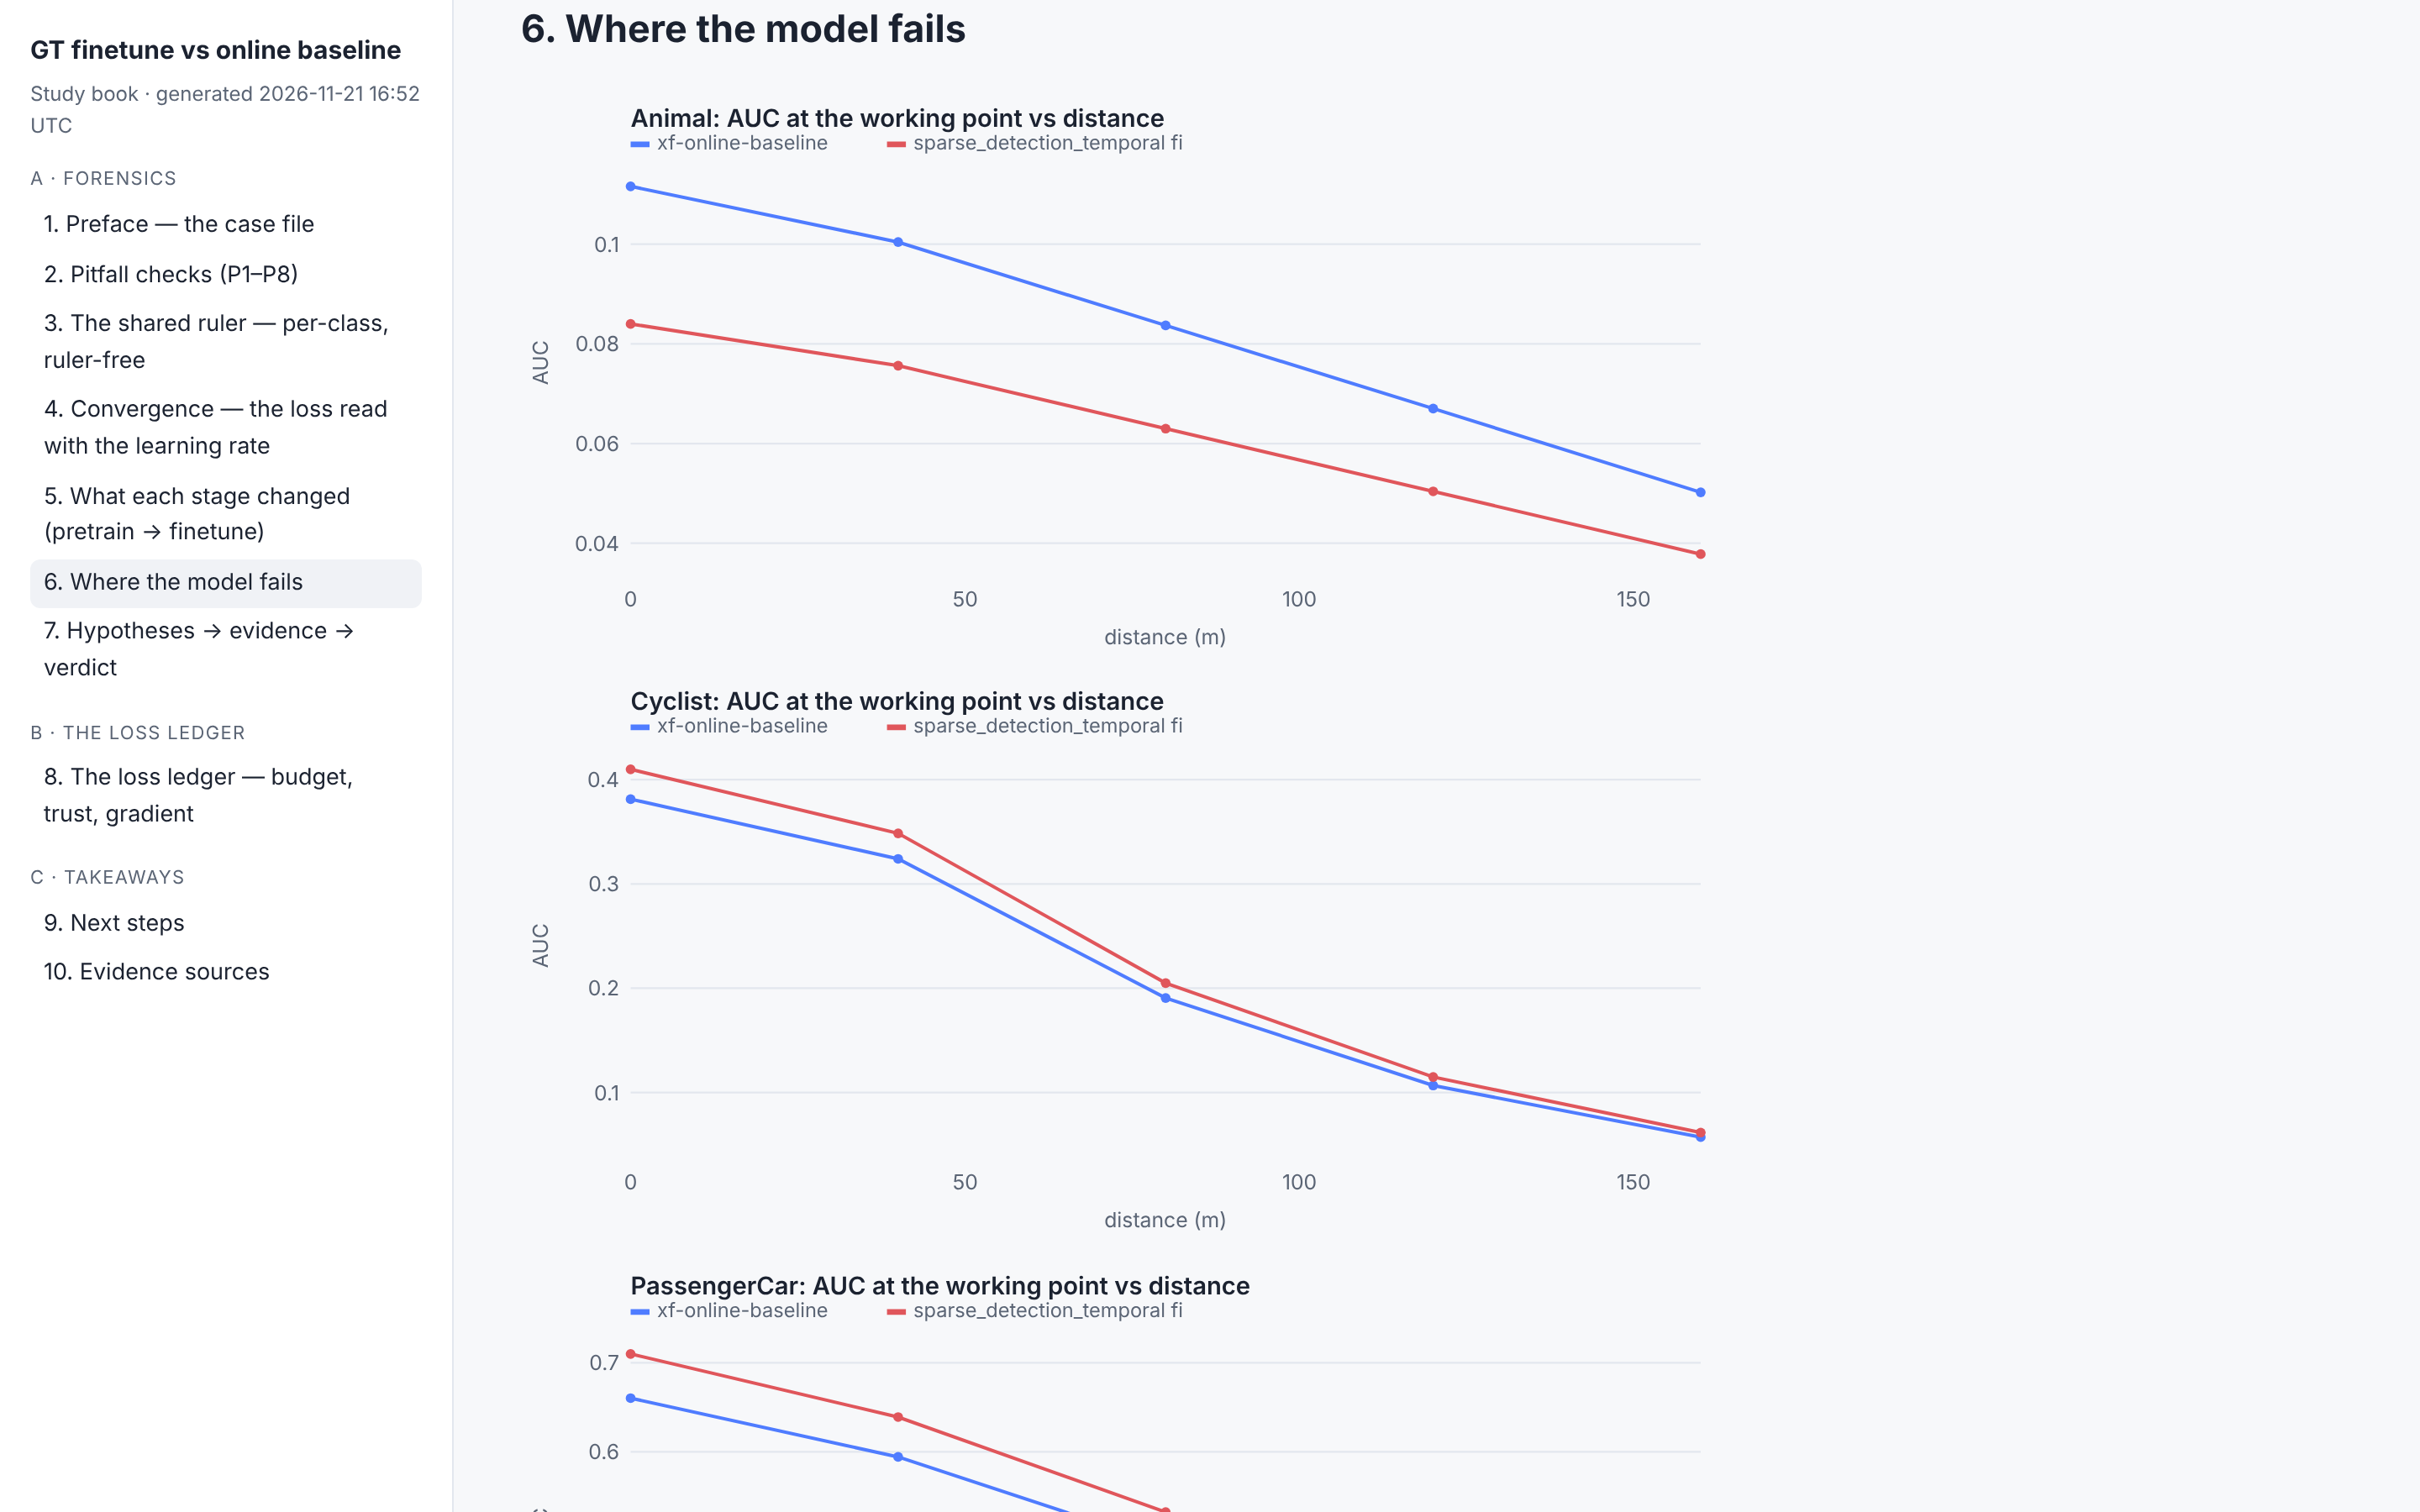 GT finetune vs online baseline
Study book · generated 2026-11-21 16:52
UTC
A · FORENSICS
1. Preface — the case file
2. Pitfall checks (P1–P8)
3. The shared ruler — per-class,
ruler-free
4. Convergence — the loss read
with the learning rate
5. What each stage changed
(pretrain → finetune)
6. Where the model fails
7. Hypotheses → evidence →
verdict
B · THE LOSS LEDGER
8. The loss ledger — budget,
trust, gradient
C · TAKEAWAYS
9. Next steps
10. Evidence sources
6. Where the model fails
Animal: AUC at the working point vs distance
xf-online-baseline sparse_detection_temporal fi
0.1
0.08
0.06
0.04
AUC
0 50 100 150
distance (m)
Cyclist: AUC at the working point vs distance
xf-online-baseline sparse_detection_temporal fi
0.4
0.3
0.2
0.1
AUC
0 50 100 150
distance (m)
PassengerCar: AUC at the working point vs distance
xf-online-baseline sparse_detection_temporal fi
0.7
0.6